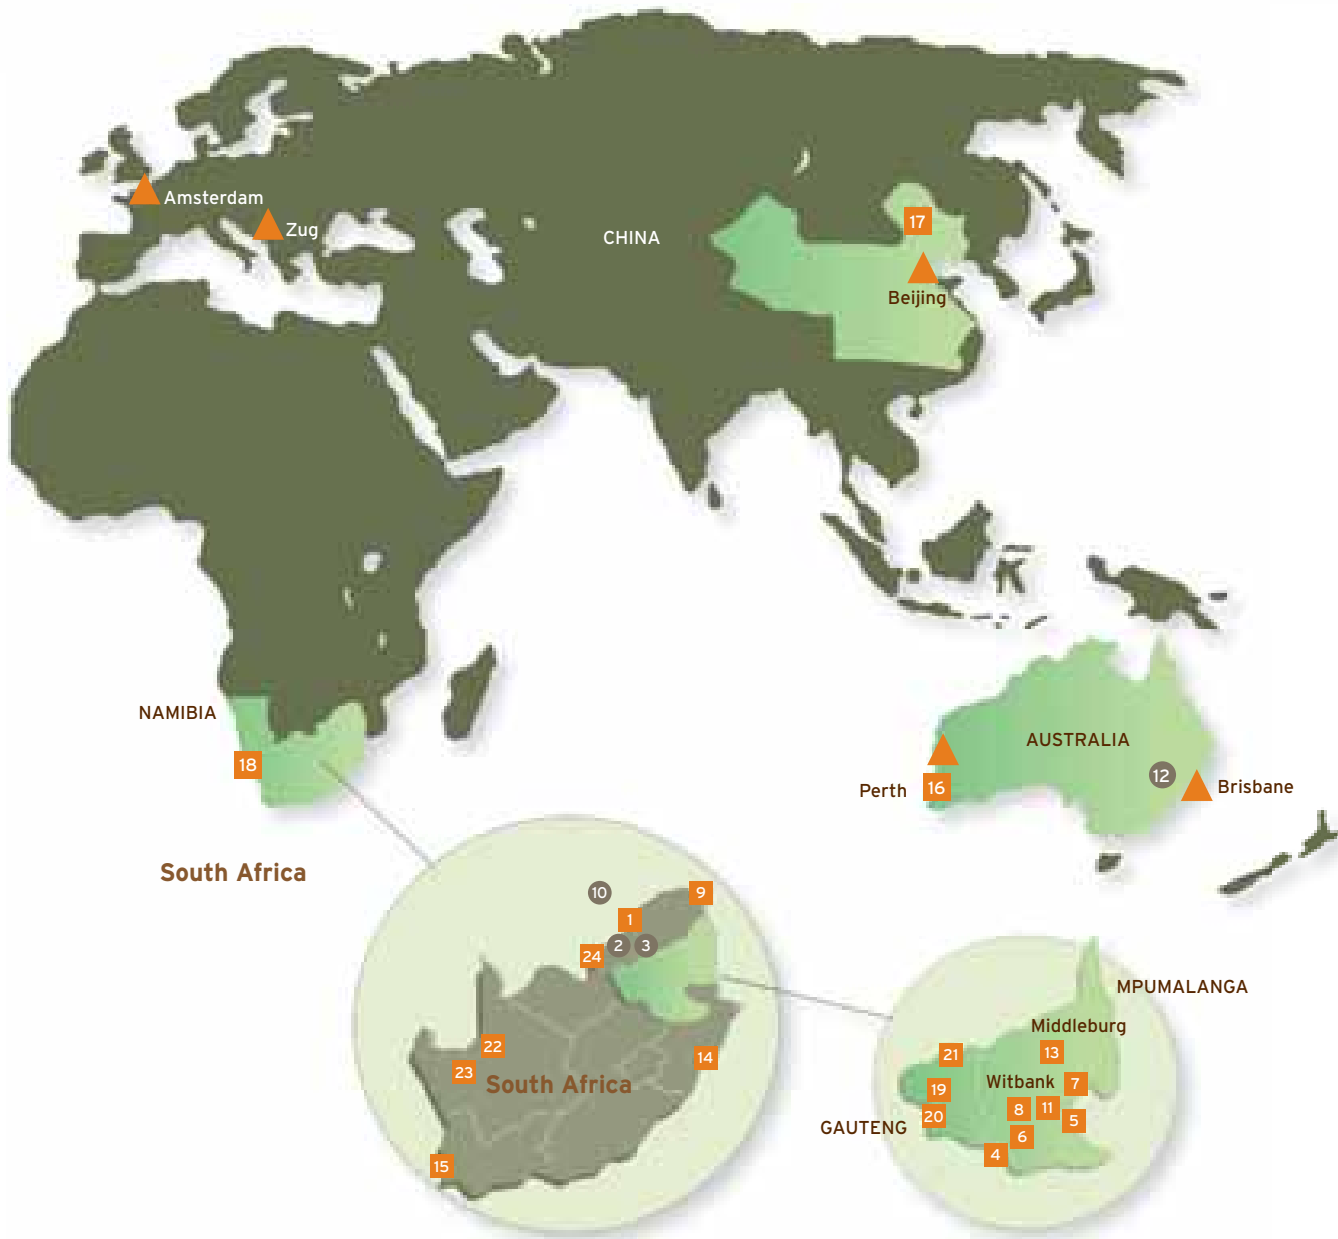 Amsterdam
Zug
CHINA
17
Beijing
NAMIBIA
18
AUSTRALIA
12
Perth
16
Brisbane
South Africa
10
9
1
2
3
24
22
23
14
South Africa
15
MPUMALANGA
Middleburg
21
13
Witbank
7
19
8
11
20
5
GAUTENG
6
4